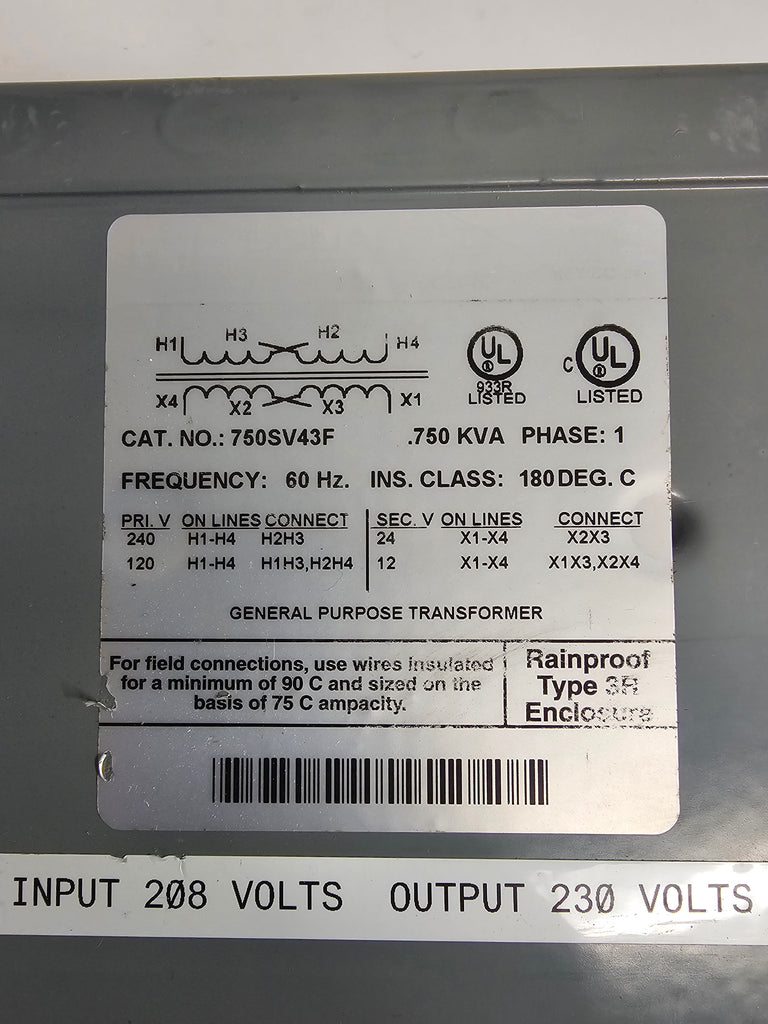 H1 H3 H2 H4
X4 X2 X3 X1
UL ®
933R
LISTED
C UL ®
LISTED
CAT. NO.: 750SV43F .750 KVA PHASE: 1
FREQUENCY: 60 Hz. INS. CLASS: 180 DEG. C
PRI. V ON LINES CONNECT SEC. V ON LINES CONNECT
240 H1-H4 H2H3 24 X1-X4 X2X3
120 H1-H4 H1H3,H2H4 12 X1-X4 X1X3,X2X4
GENERAL PURPOSE TRANSFORMER
For field connections, use wires insulated
for a minimum of 90 C and sized on the
basis of 75 C ampacity.
Rainproof
Type 3R
Enclosure
INPUT 208 VOLTS OUTPUT 230 VOLTS